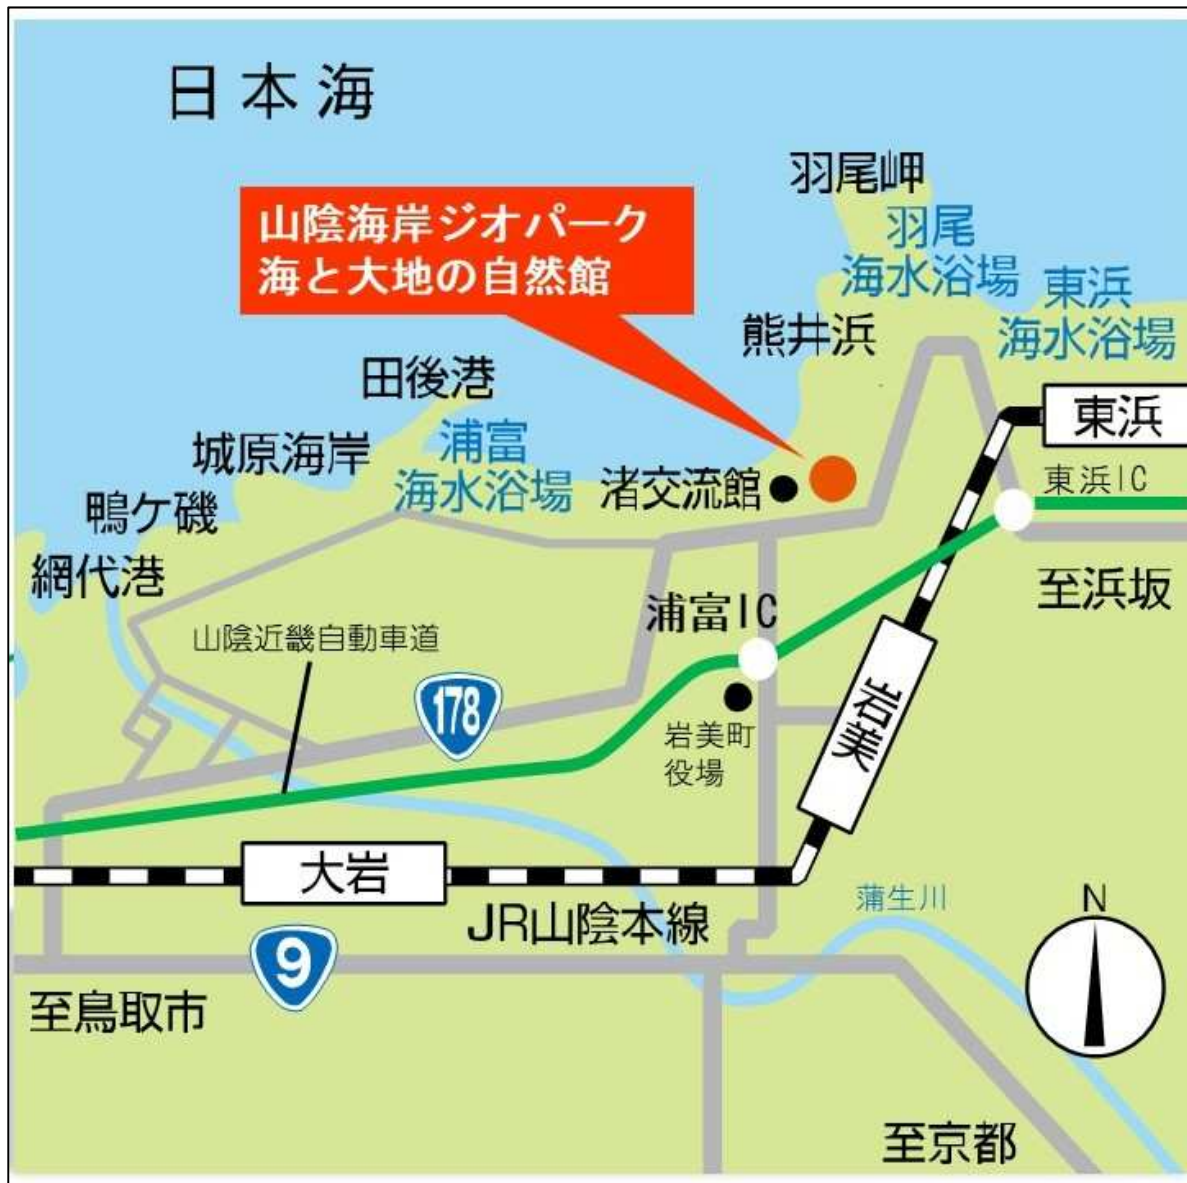 日本海
羽尾岬
山陰海岸ジオパーク
海と大地の自然館
羽尾
海水浴場
東浜
海水浴場
熊井浜
田後港
東浜
浦富
海水浴場
城原海岸
渚交流館
東浜IC
鴨ケ磯
網代港
至浜坂
浦富IC
山陰近畿自動車道
178
岩美
岩美町
役場
大岩
蒲生川
N
JR山陰本線
9
至鳥取市
至京都